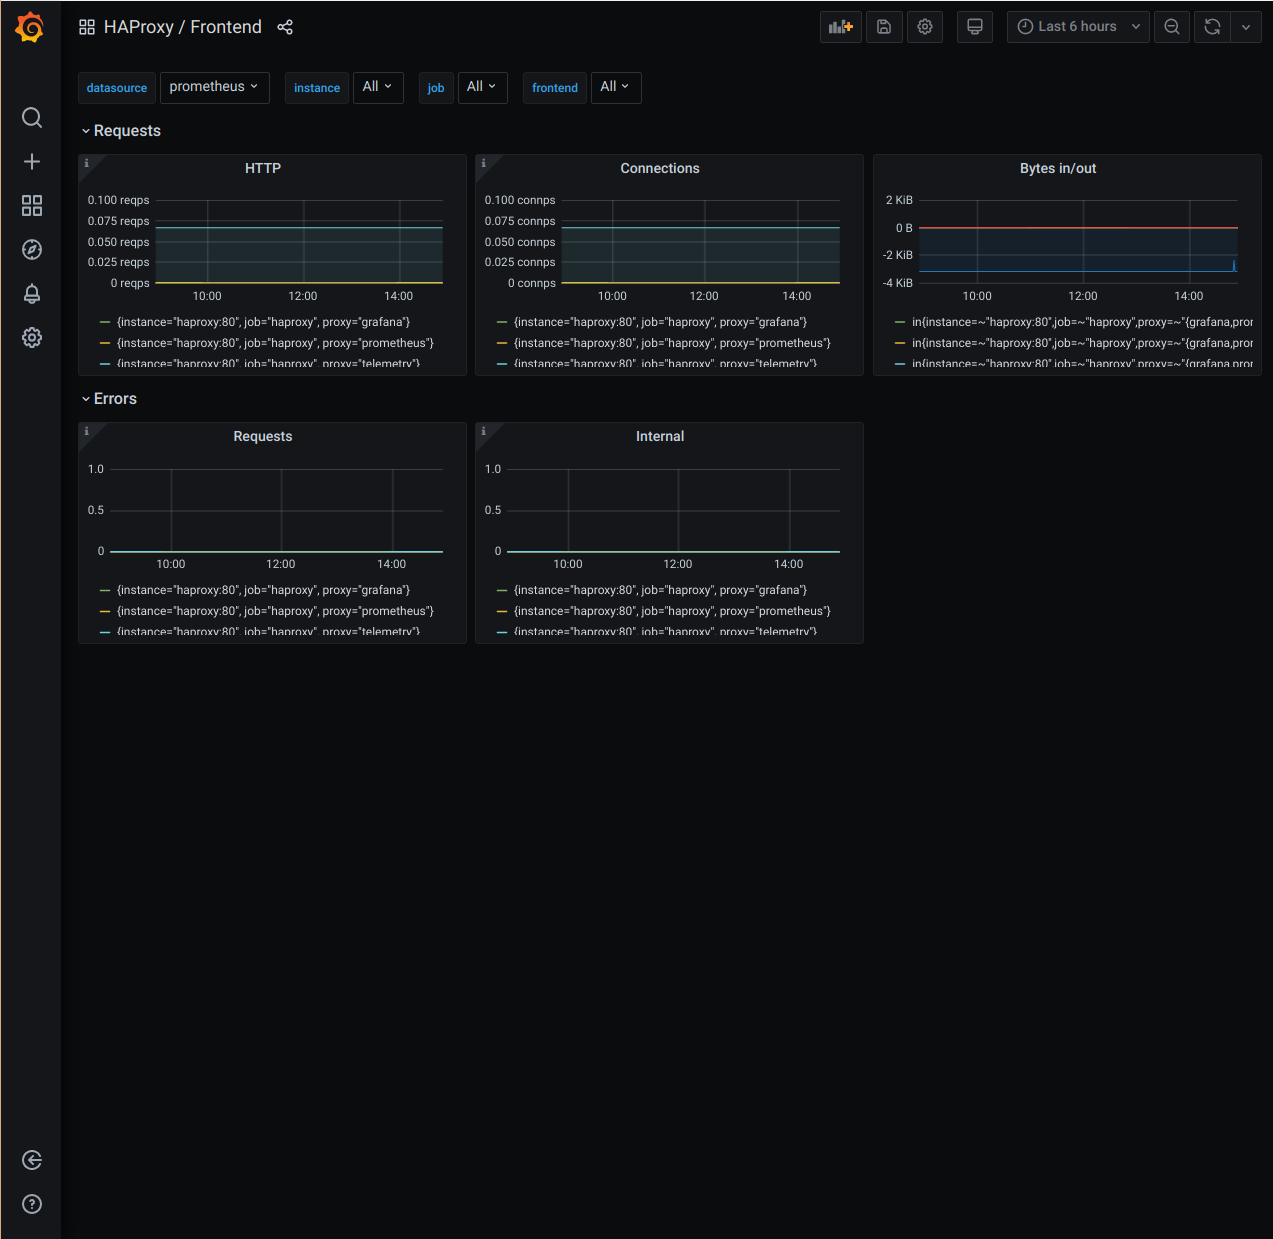 HAProxy / Frontend
Last 6 hours
datasource prometheus instance All job All frontend All
Requests
HTTP
0.100 reqps
0.075 reqps
0.050 reqps
0.025 reqps
0 reqps
10:00 12:00 14:00
{instance="haproxy:80", job="haproxy", proxy="grafana"}
{instance="haproxy:80", job="haproxy", proxy="prometheus"}
{instance="haproxy:80", job="haproxy", proxy="telemetry"}
Connections
0.100 connps
0.075 connps
0.050 connps
0.025 connps
0 connps
10:00 12:00 14:00
{instance="haproxy:80", job="haproxy", proxy="grafana"}
{instance="haproxy:80", job="haproxy", proxy="prometheus"}
{instance="haproxy:80", job="haproxy", proxy="telemetry"}
Bytes in/out
2 KiB
0 B
-2 KiB
-4 KiB
10:00 12:00 14:00
in{instance=~"haproxy:80",job=~"haproxy",proxy=~"{grafana,pror
in{instance=~"haproxy:80",job=~"haproxy",proxy=~"{grafana,pror
in{instance=~"haproxy:80",job=~"haproxy",proxy=~"{grafana,pror
Errors
Requests
1.0
0.5
0
10:00 12:00 14:00
{instance="haproxy:80", job="haproxy", proxy="grafana"}
{instance="haproxy:80", job="haproxy", proxy="prometheus"}
{instance="haproxy:80", job="haproxy", proxy="telemetry"}
Internal
1.0
0.5
0
10:00 12:00 14:00
{instance="haproxy:80", job="haproxy", proxy="grafana"}
{instance="haproxy:80", job="haproxy", proxy="prometheus"}
{instance="haproxy:80", job="haproxy", proxy="telemetry"}